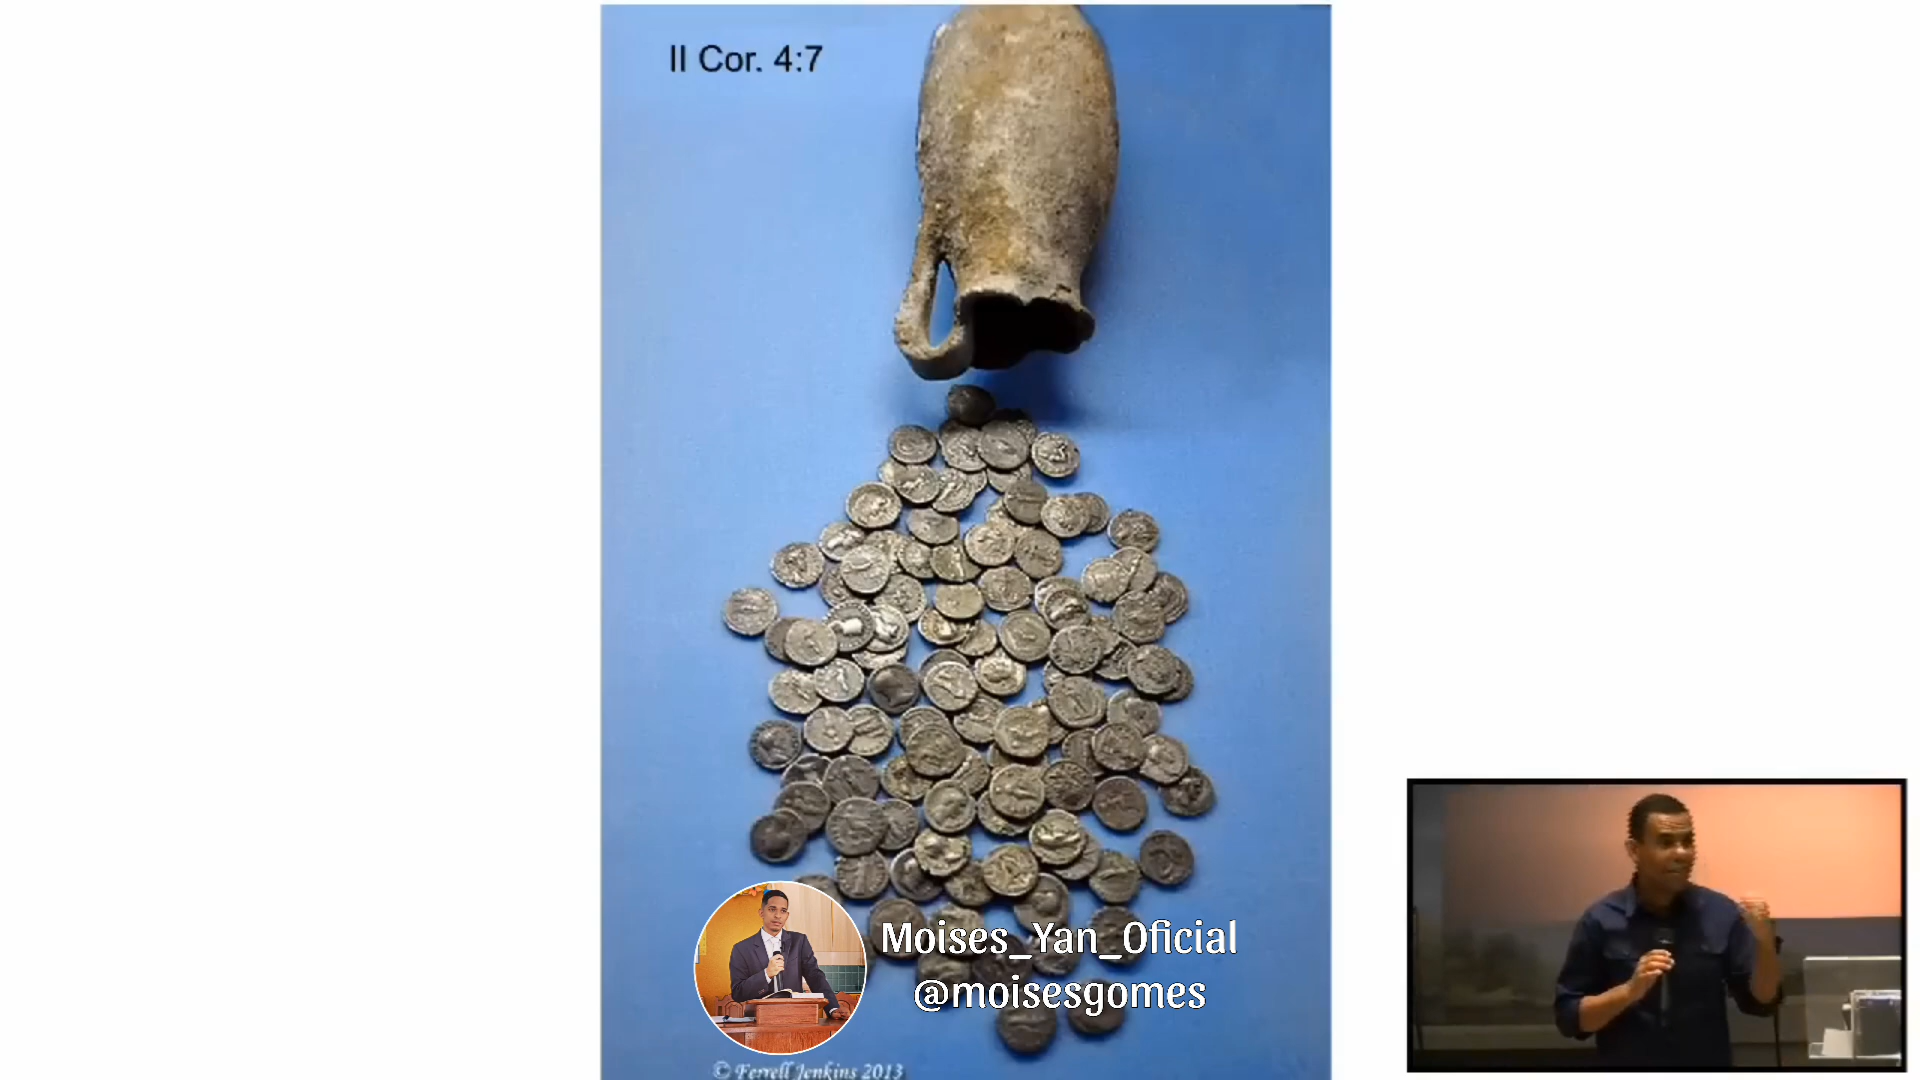 II Cor. 4:7
Moises_Yan_Oficial
@moisesgomes
© Ferrell Jenkins 2013